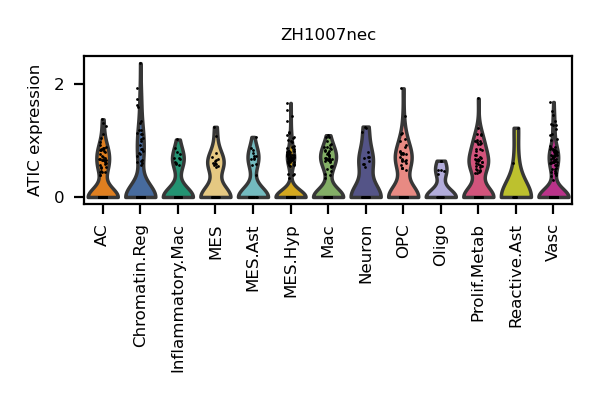 ZH1007nec
ATIC expression
2
0
AC
Chromatin.Reg
Inflammatory.Mac
MES
MES.Ast
MES.Hyp
Mac
Neuron
OPC
Oligo
Prolif.Metab
Reactive.Ast
Vasc